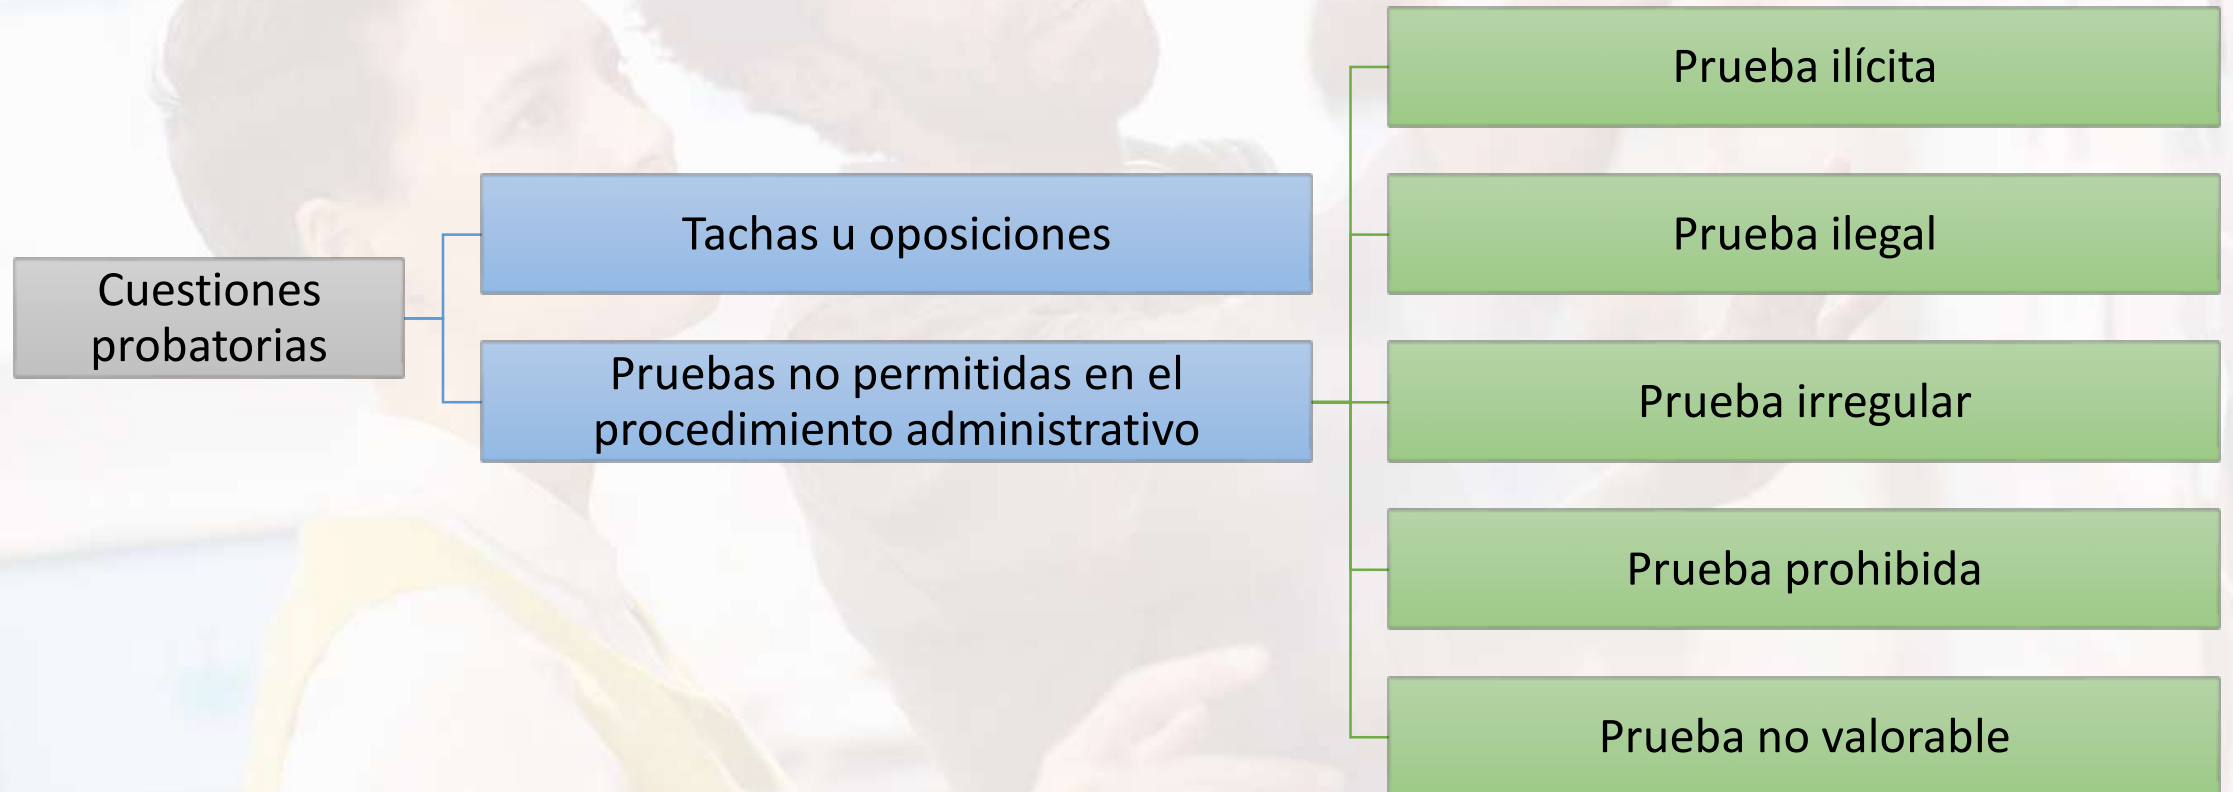 Cuestiones
probatorias
Tachas u oposiciones
Pruebas no permitidas en el
procedimiento administrativo
Prueba ilícita
Prueba ilegal
Prueba irregular
Prueba prohibida
Prueba no valorable